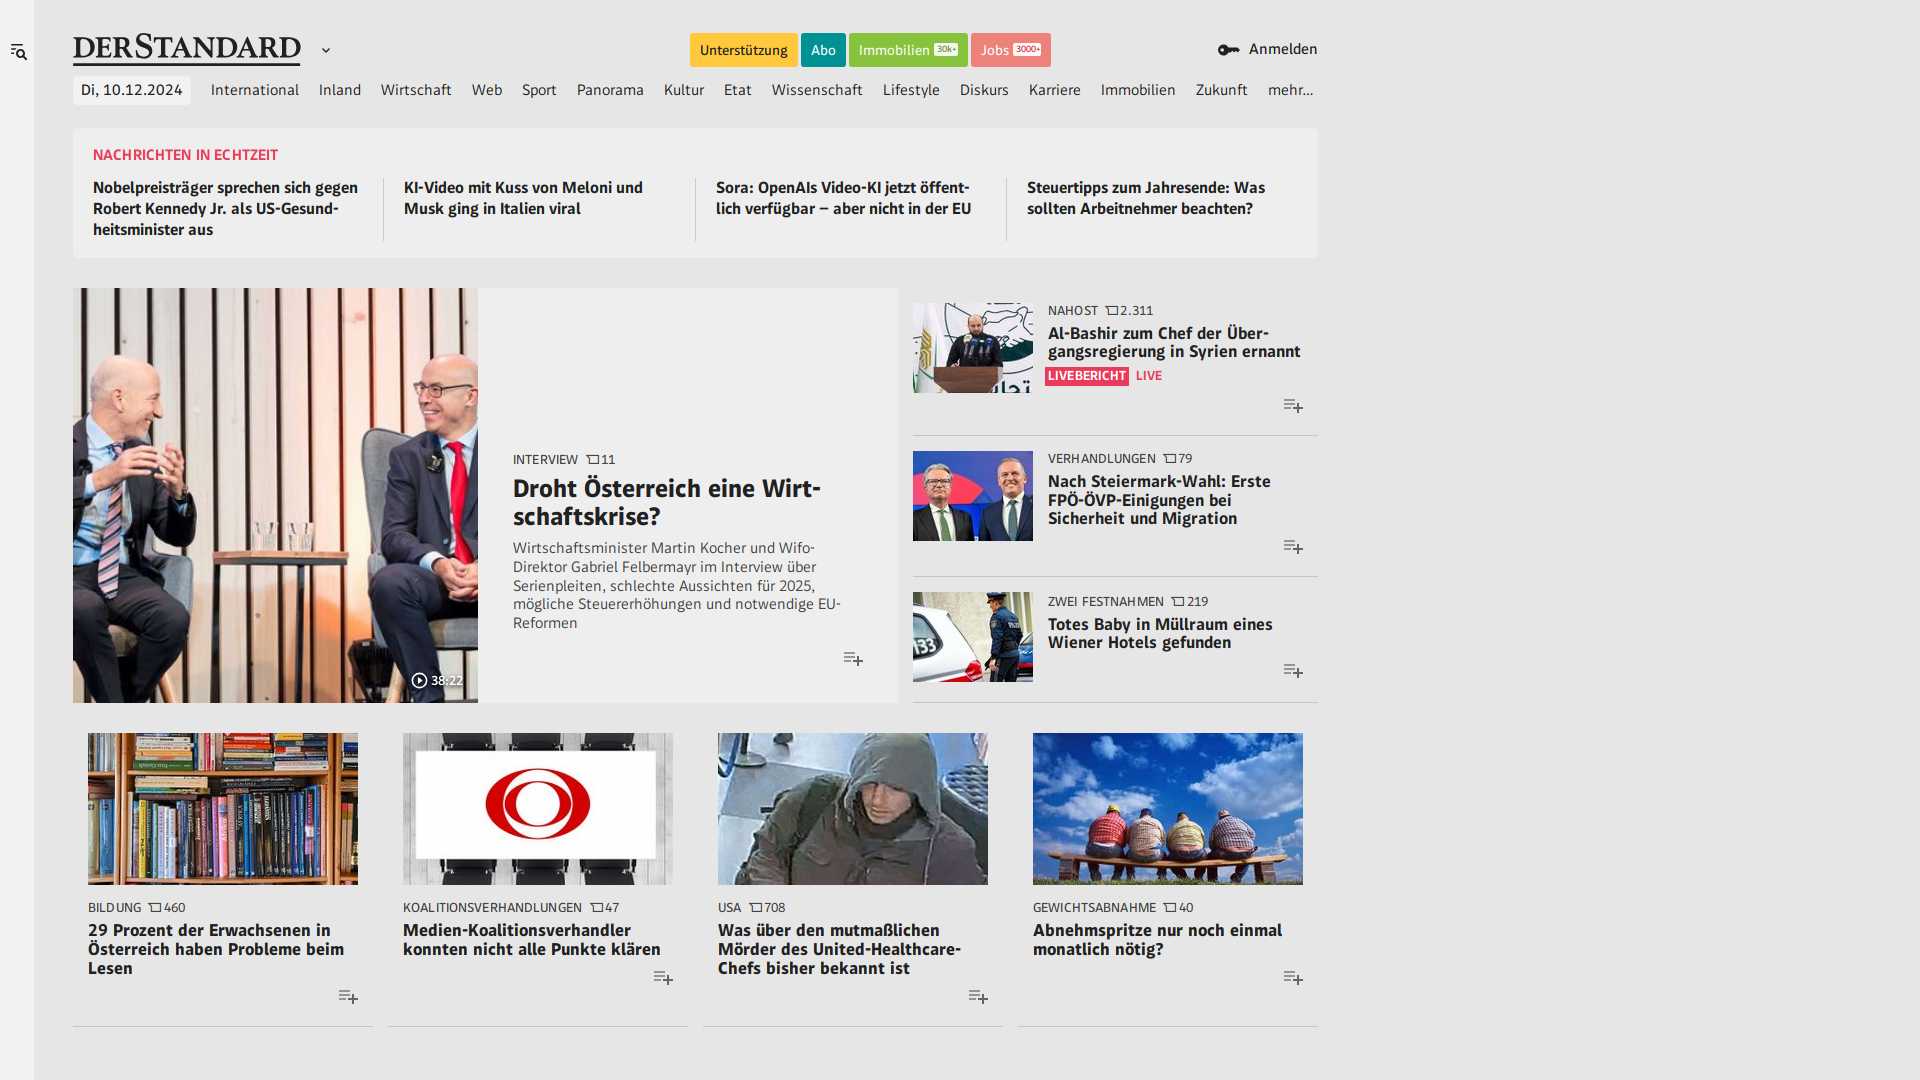 DERSTANDARD
Unterstützung
Abo
Immobilien 30k+
Jobs 3000+
Anmelden
Di, 10.12.2024
International
Inland
Wirtschaft
Web
Sport
Panorama
Kultur
Etat
Wissenschaft
Lifestyle
Diskurs
Karriere
Immobilien
Zukunft
mehr...
NACHRICHTEN IN ECHTZEIT
Nobelpreisträger sprechen sich gegen
Robert Kennedy Jr. als US-Gesund-
heitsminister aus
KI-Video mit Kuss von Meloni und
Musk ging in Italien viral
Sora: OpenAIs Video-KI jetzt öffent-
lich verfügbar – aber nicht in der EU
Steuertipps zum Jahresende: Was
sollten Arbeitnehmer beachten?
38:22
INTERVIEW 11
Droht Österreich eine Wirt-
schaftskrise?
Wirtschaftsminister Martin Kocher und Wifo-
Direktor Gabriel Felbermayr im Interview über
Serienpleiten, schlechte Aussichten für 2025,
mögliche Steuererhöhungen und notwendige EU-
Reformen
NAHOST 2.311
Al-Bashir zum Chef der Über-
gangsregierung in Syrien ernannt
LIVEBERICHT LIVE
VERHANDLUNGEN 79
Nach Steiermark-Wahl: Erste
FPÖ-ÖVP-Einigungen bei
Sicherheit und Migration
133
ZWEI FESTNAHMEN 219
Totes Baby in Müllraum eines
Wiener Hotels gefunden
BILDUNG 460
29 Prozent der Erwachsenen in
Österreich haben Probleme beim
Lesen
KOALITIONSVERHANDLUNGEN 47
Medien-Koalitionsverhandler
konnten nicht alle Punkte klären
USA 708
Was über den mutmaßlichen
Mörder des United-Healthcare-
Chefs bisher bekannt ist
GEWICHTSABNAHME 40
Abnehmspritze nur noch einmal
monatlich nötig?